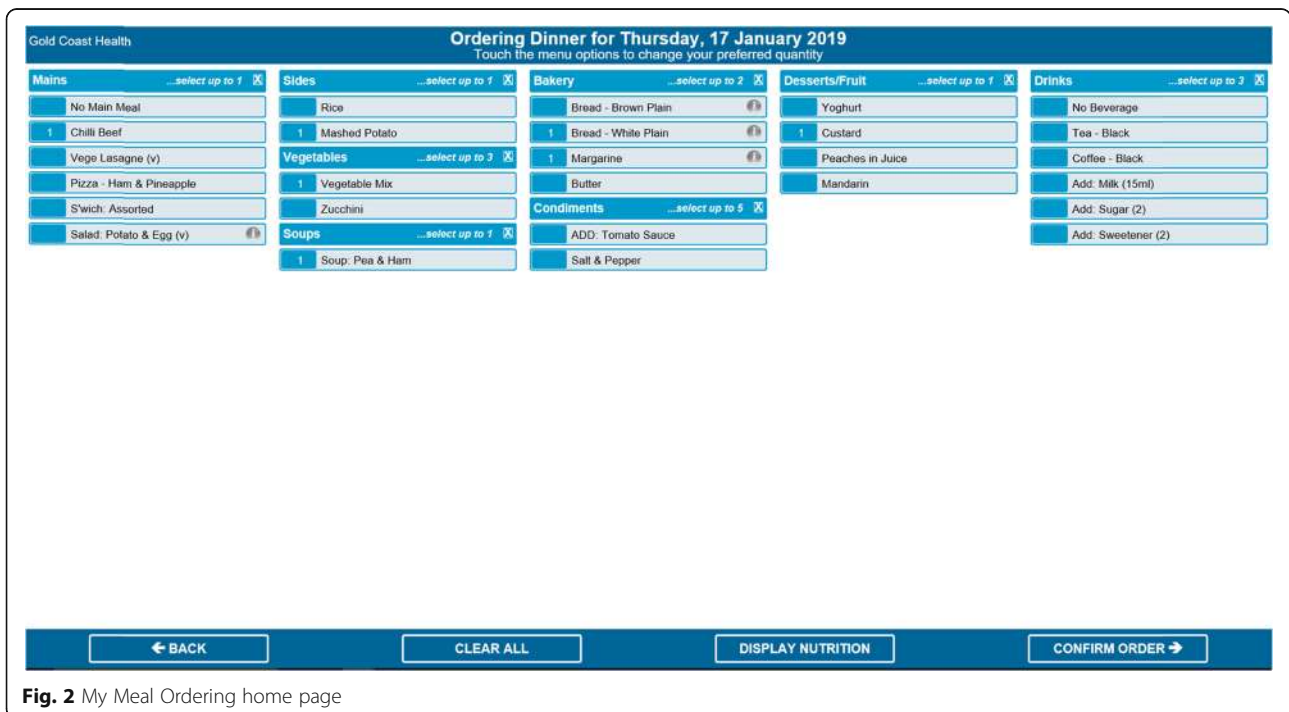 Gold Coast Health
Ordering Dinner for Thursday, 17 January 2019
Touch the menu options to change your preferred quantity
Mains ...select up to 1 X
No Main Meal
1 Chilli Beef
Vege Lasagne (v)
Pizza - Ham & Pineapple
S'wich: Assorted
Salad: Potato & Egg (v)
Sides ...select up to 1 X
Rice
1 Mashed Potato
Vegetables ...select up to 3 X
1 Vegetable Mix
Zucchini
Soups ...select up to 1 X
1 Soup: Pea & Ham
Bakery ...select up to 2 X
Bread - Brown Plain
1 Bread - White Plain
1 Margarine
Butter
Condiments ...select up to 5 X
ADD: Tomato Sauce
Salt & Pepper
Desserts/Fruit ...select up to 1 X
Yoghurt
1 Custard
Peaches in Juice
Mandarin
Drinks ...select up to 3 X
No Beverage
Tea - Black
Coffee - Black
Add: Milk (15ml)
Add: Sugar (2)
Add: Sweetener (2)
← BACK
CLEAR ALL
DISPLAY NUTRITION
CONFIRM ORDER →
Fig. 2 My Meal Ordering home page